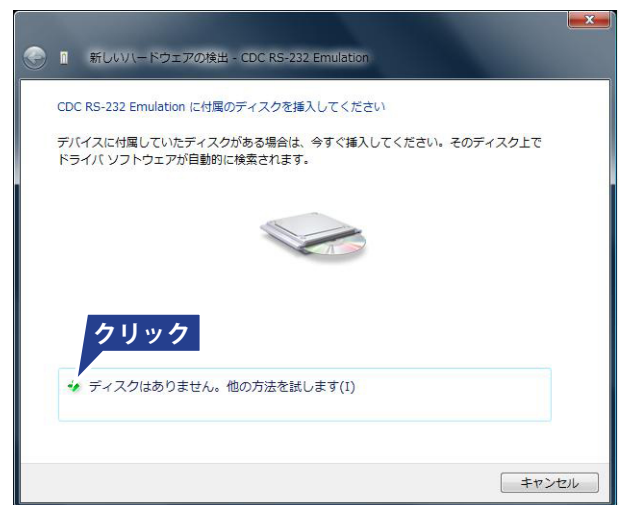 新しいハードウェアの検出 - CDC RS-232 Emulation
CDC RS-232 Emulation に付属のディスクを挿入してください
デバイスに付属していたディスクがある場合は、今すぐ挿入してください。そのディスク上で
ドライバ ソフトウェアが自動的に検索されます。
クリック
ディスクはありません。他の方法を試します(I)
キャンセル